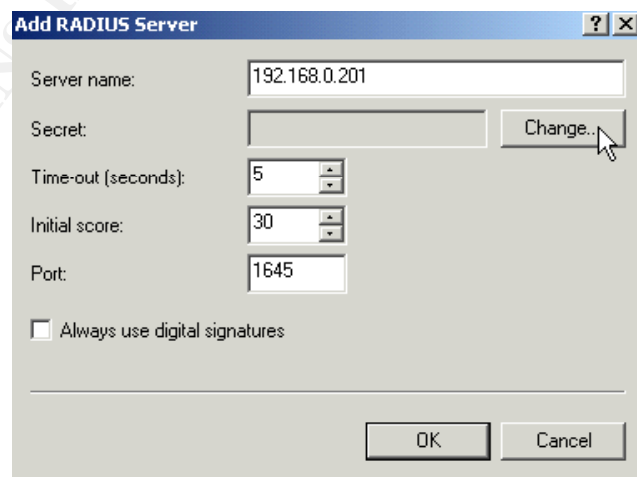 Add RADIUS Server
Server name: 192.168.0.201
Secret: Change...
Time-out (seconds): 5
Initial score: 30
Port: 1645
Always use digital signatures
OK Cancel